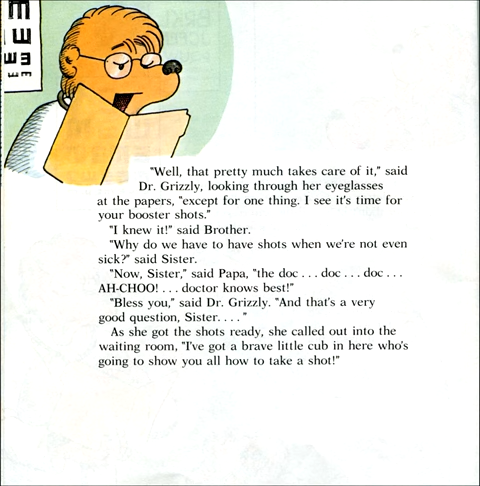 "Well, that pretty much takes care of it," said
Dr. Grizzly, looking through her eyeglasses
at the papers, "except for one thing. I see it's time for
your booster shots."
"I knew it!" said Brother.
"Why do we have to have shots when we're not even
sick?" said Sister.
"Now, Sister," said Papa, "the doc . . . doc . . . doc . . .
AH-CHOO! . . . doctor knows best!"
"Bless you," said Dr. Grizzly. "And that's a very
good question, Sister. . . . "
As she got the shots ready, she called out into the
waiting room, "I've got a brave little cub in here who's
going to show you all how to take a shot!"